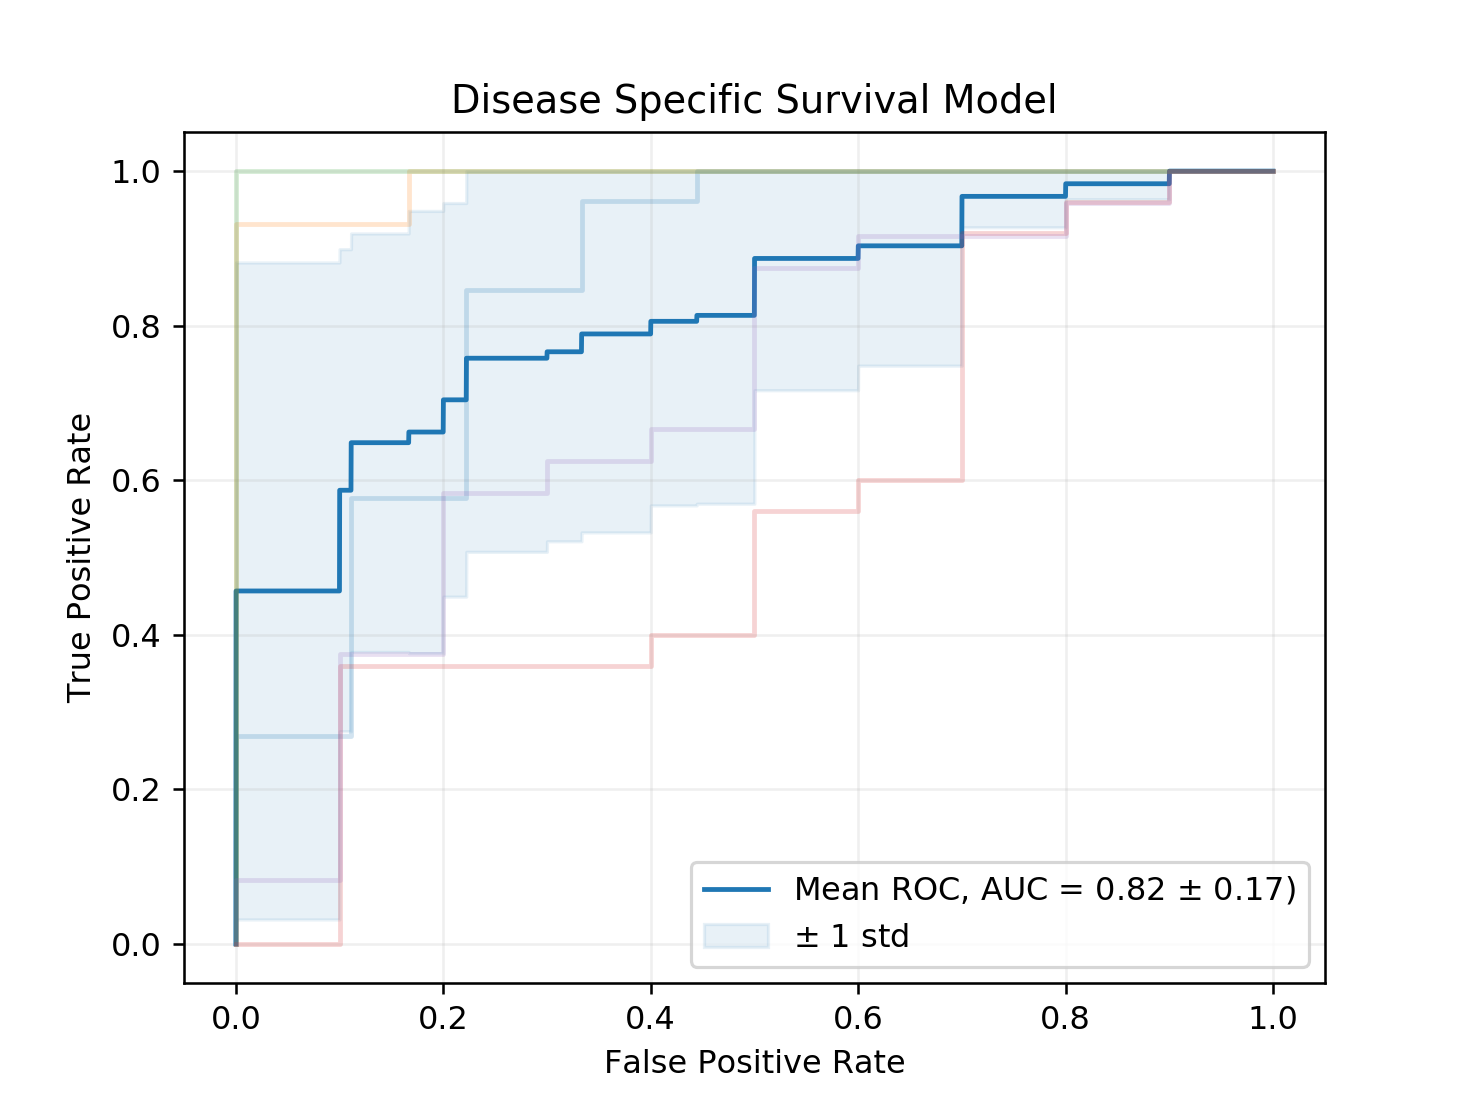 Disease Specific Survival Model
True Positive Rate
1.0
0.8
0.6
0.4
0.2
0.0
Mean ROC, AUC = 0.82 ± 0.17)
± 1 std
0.0 0.2 0.4 0.6 0.8 1.0
False Positive Rate